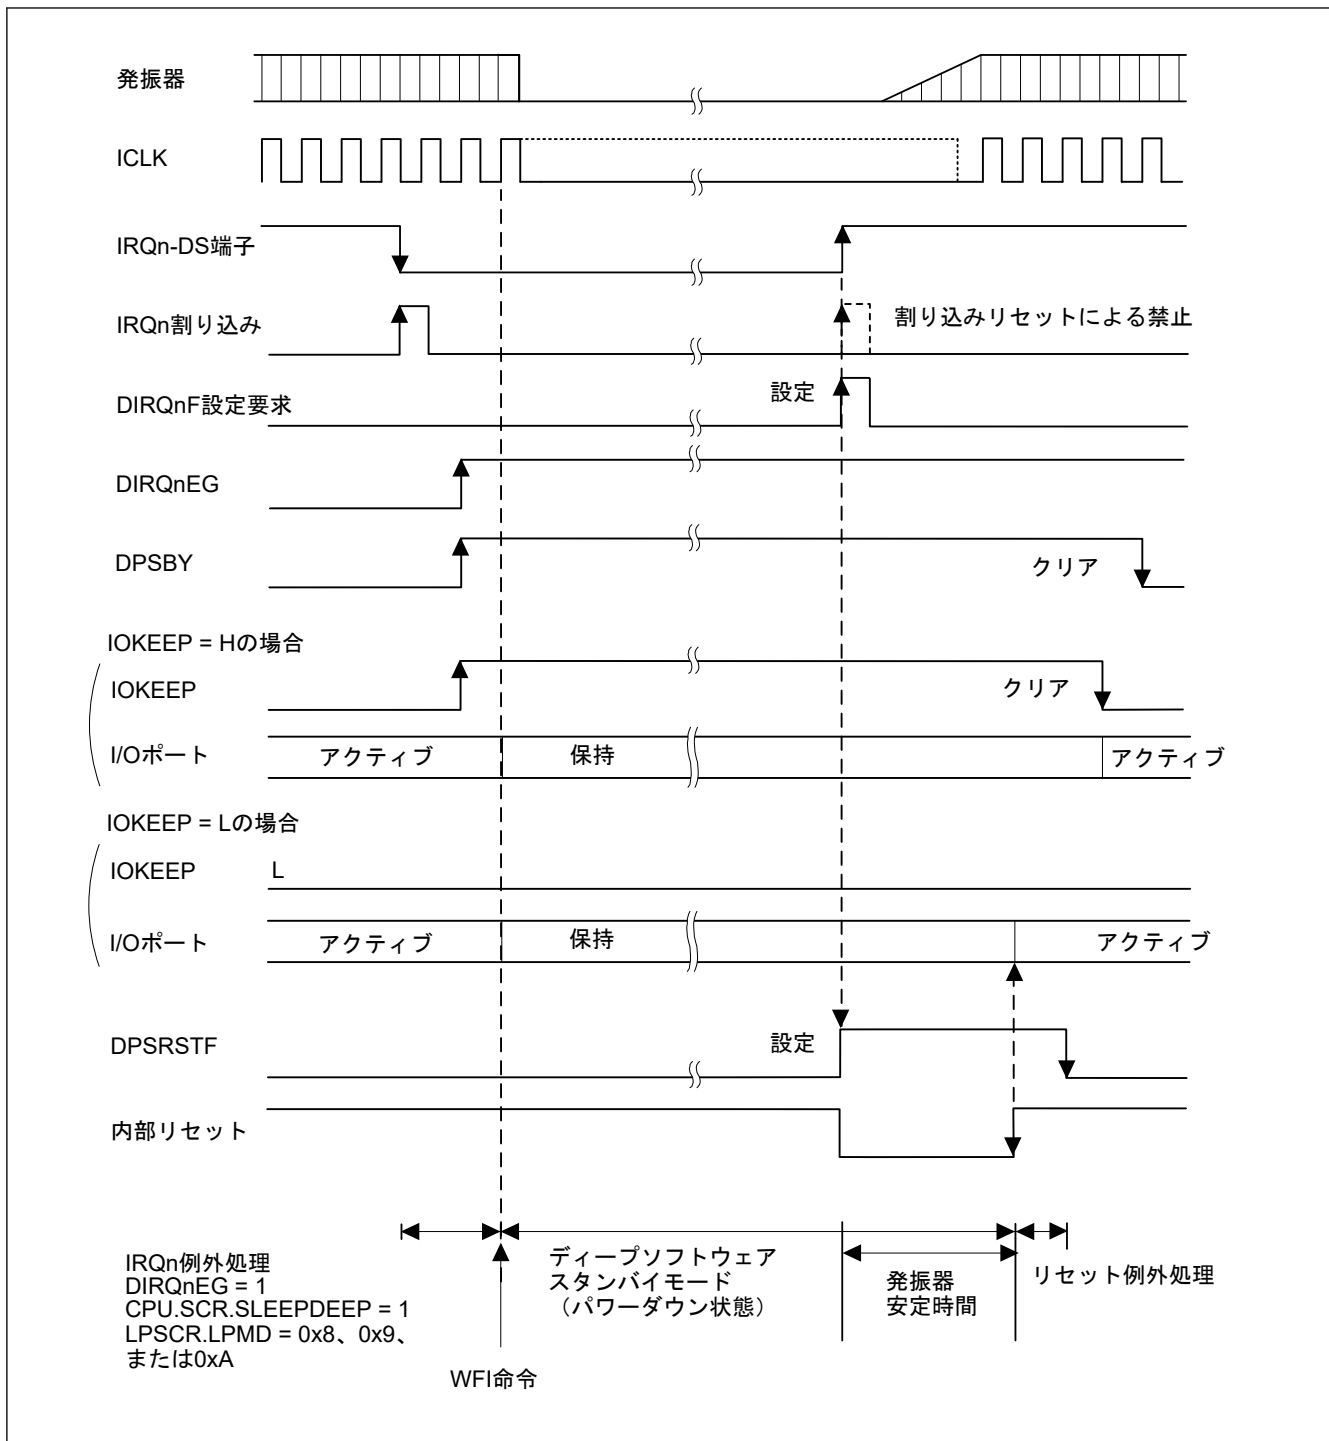 発振器
ICLK
IRQn-DS端子
IRQn割り込み
割り込みリセットによる禁止
DIRQnF設定要求
設定
DIRQnEG
DPSBY
クリア
IOKEEP = Hの場合
IOKEEP
クリア
I/Oポート
アクティブ
保持
アクティブ
IOKEEP = Lの場合
IOKEEP
L
I/Oポート
アクティブ
保持
アクティブ
DPSRSTF
設定
内部リセット
IRQn例外処理
DIRQnEG = 1
CPU.SCR.SLEEPDEEP = 1
LPSCR.LPMD = 0x8、0x9、
または0xA
WFI命令
ディープソフトウェア
スタンバイモード
（パワーダウン状態）
発振器
安定時間
リセット例外処理